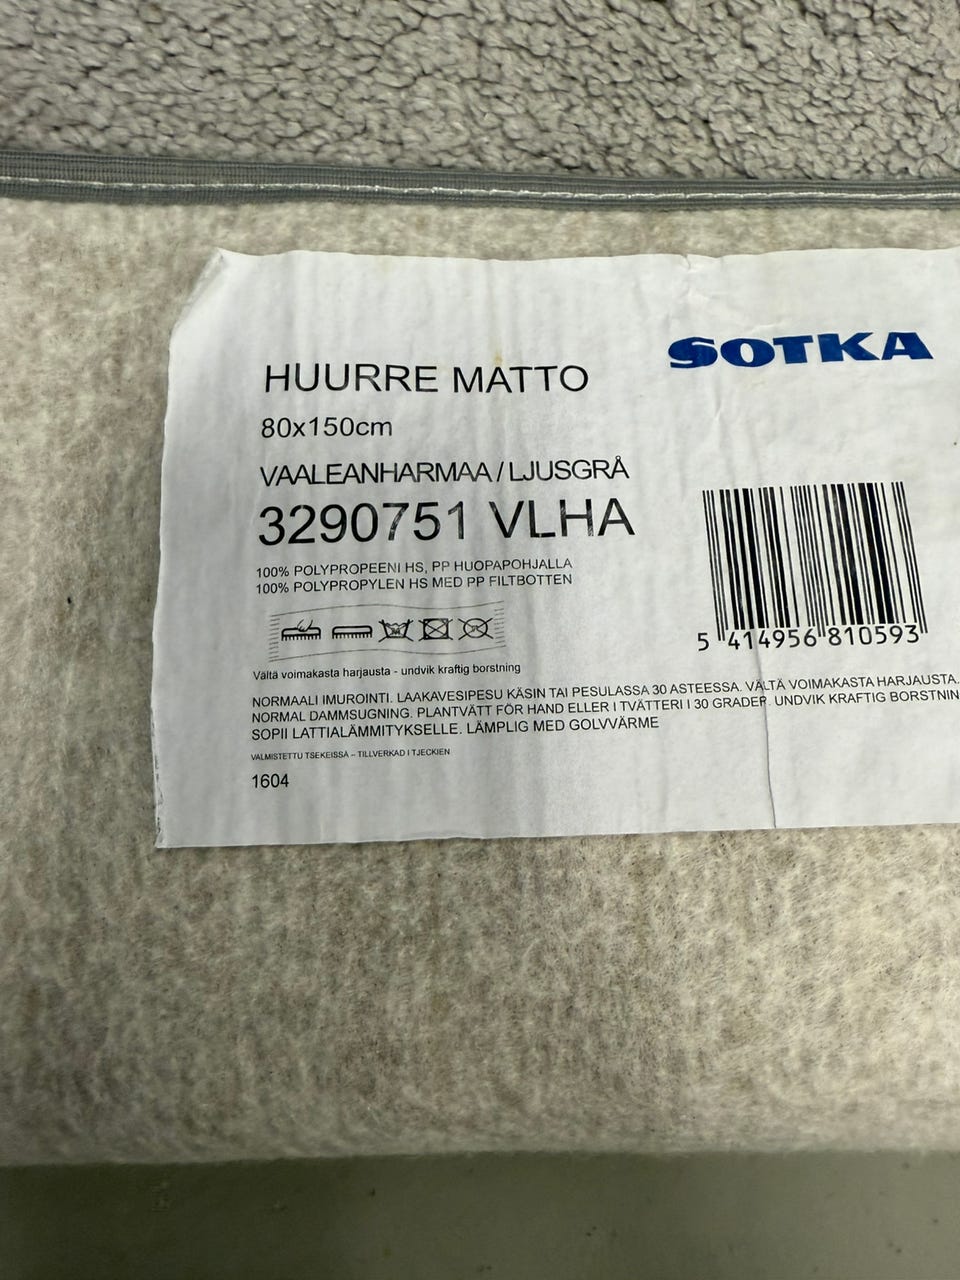 SOTKA
HUURRE MATTO
80x150cm
VAALEANHARMAA / LJUSGRÅ
3290751 VLHA
100% POLYPROPEENI HS, PP HUOPAPOHJALLA
100% POLYPROPYLEN HS MED PP FILTBOTTEN
5 414956 810593
Vältä voimakasta harjausta - undvik kraftig borstning
NORMAALI IMUROINTI. LAAKAVESIPESU KÄSIN TAI PESULASSA 30 ASTEESSA. VÄLTÄ VOIMAKASTA HARJAUSTA.
NORMAL DAMMSUGNING. PLANTVÄTT FÖR HAND ELLER I TVÄTTERI I 30 GRADER. UNDVIK KRAFTIG BORSTNIN
SOPII LATTIALÄMMITYKSELLE. LÄMPLIG MED GOLVVÄRME
VALMISTETTU TSEKEISSÄ – TILLVERKAD I TJECKIEN
1604